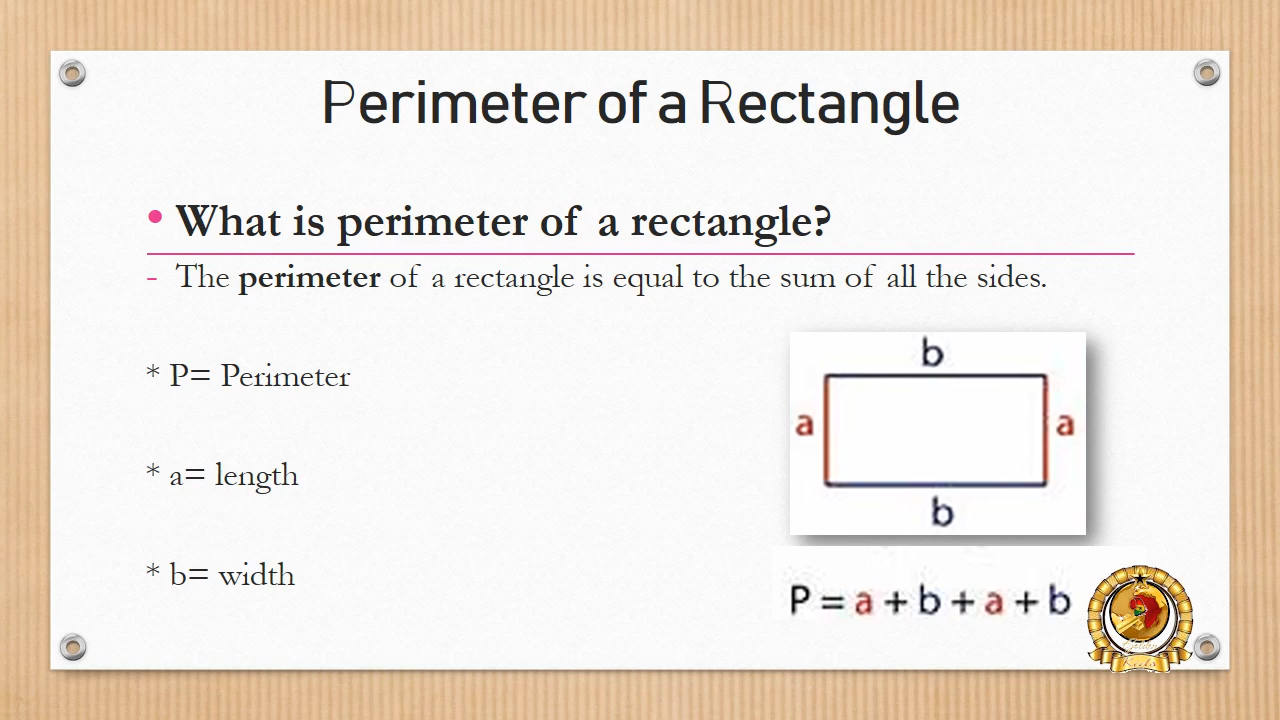 Perimeter of a Rectangle
• What is perimeter of a rectangle?
- The perimeter of a rectangle is equal to the sum of all the sides.
* P= Perimeter
* a= length
* b= width
b
a a
b
P = a + b + a + b
Kids